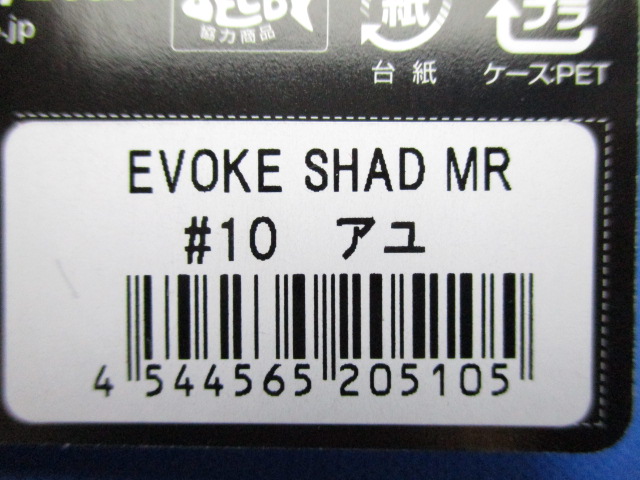 .jp
協力商品
紙
台紙
プラ
ケース:PET
EVOKE SHAD MR
#10 アユ
4 544565 205105